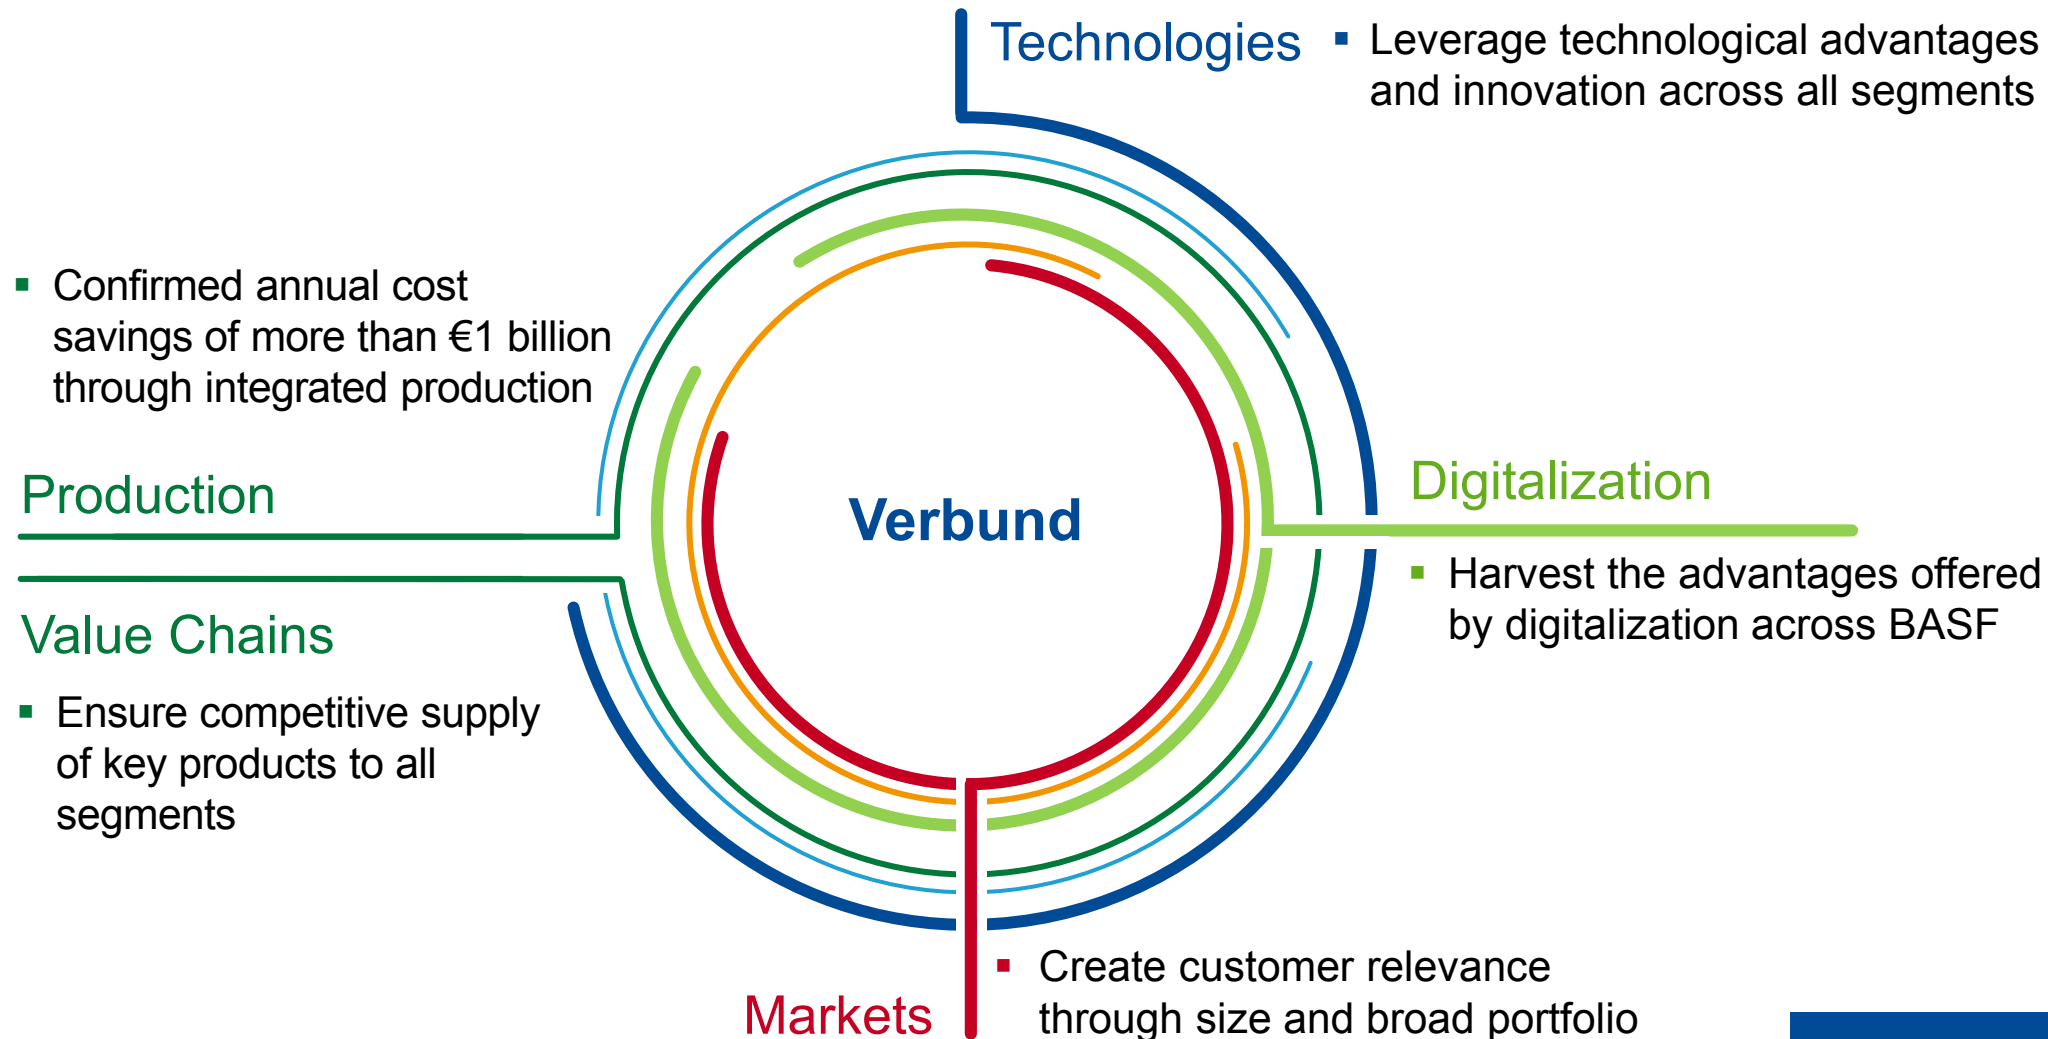 Technologies
▪ Leverage technological advantages
and innovation across all segments
▪ Confirmed annual cost
savings of more than €1 billion
through integrated production
Production
Verbund
Digitalization
▪ Harvest the advantages offered
by digitalization across BASF
Value Chains
▪ Ensure competitive supply
of key products to all
segments
Markets
▪ Create customer relevance
through size and broad portfolio